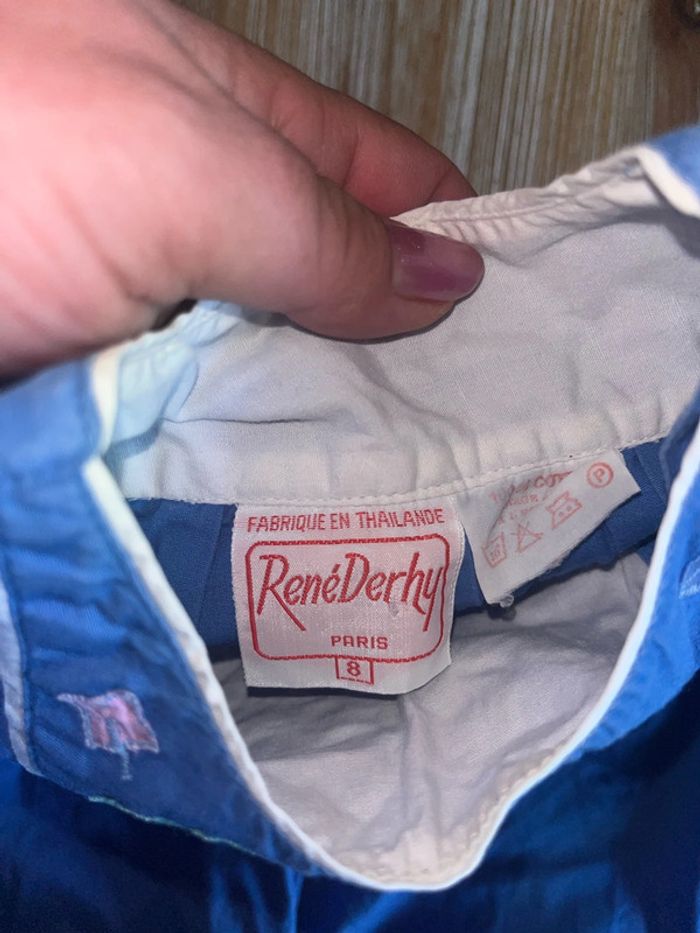 FABRIQUE EN THAILANDE
RenéDerhy
PARIS
8
P